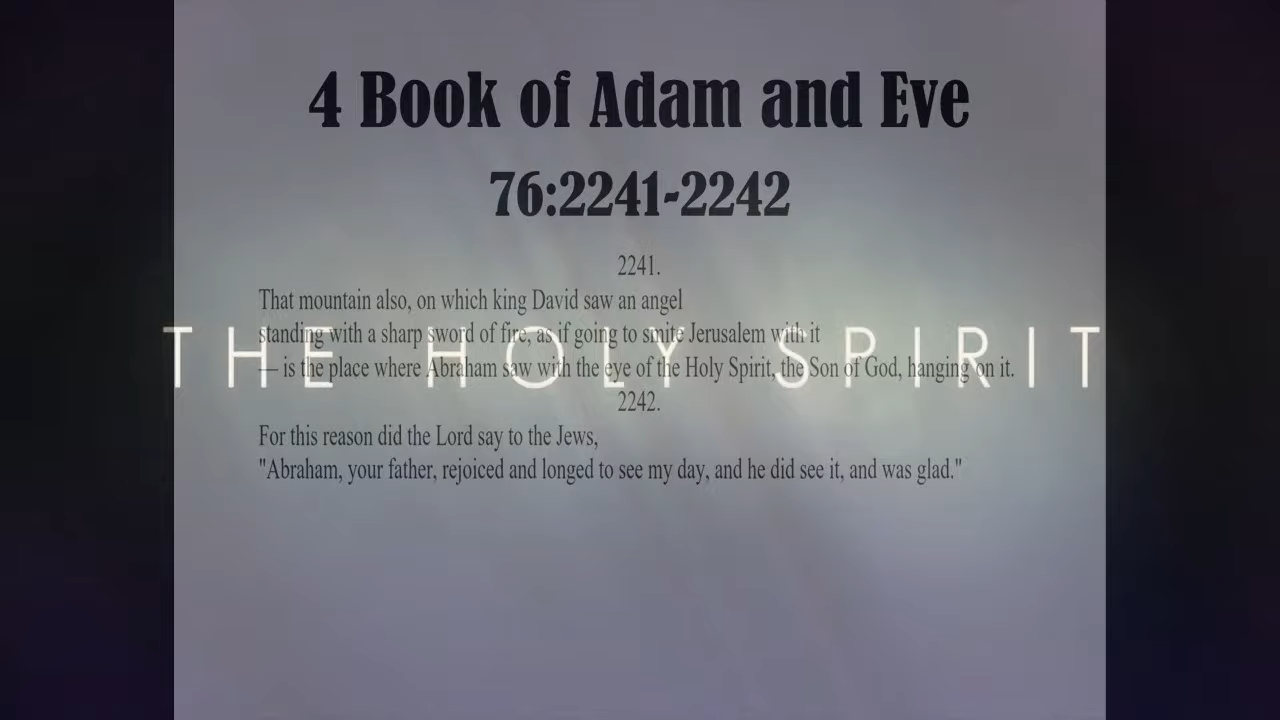 4 Book of Adam and Eve
76:2241-2242
2241.
That mountain also, on which king David saw an angel
standing with a sharp sword of fire, as if going to smite Jerusalem with it
THE HOLY SPIRIT
— is the place where Abraham saw with the eye of the Holy Spirit, the Son of God, hanging on it.
2242.
For this reason did the Lord say to the Jews,
"Abraham, your father, rejoiced and longed to see my day, and he did see it, and was glad."